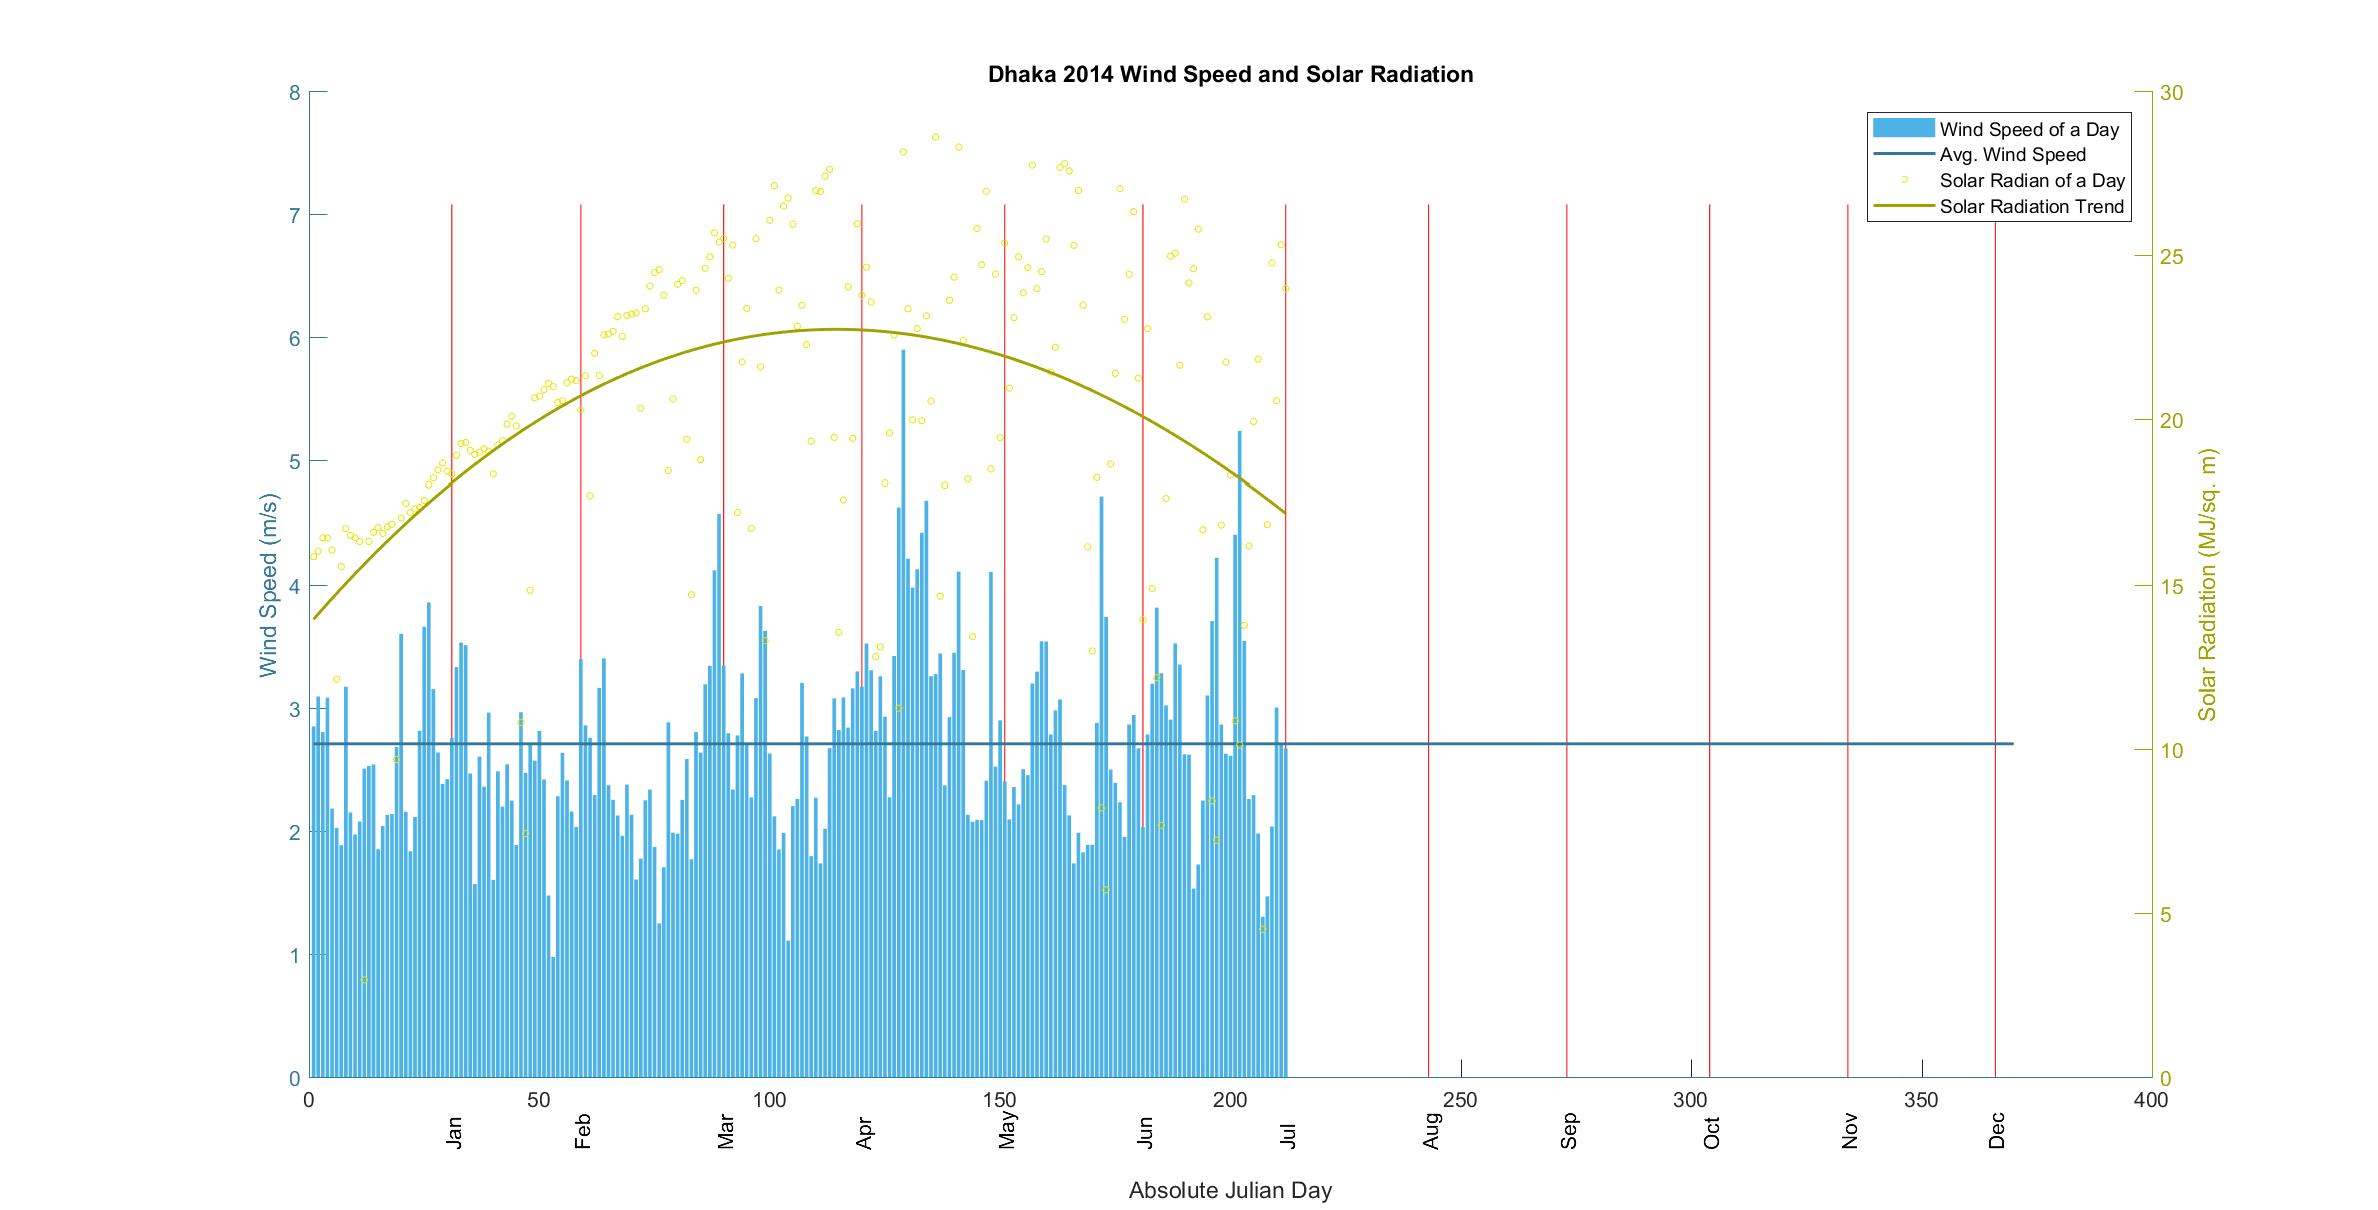 Dhaka 2014 Wind Speed and Solar Radiation
Wind Speed of a Day
Avg. Wind Speed
Solar Radian of a Day
Solar Radiation Trend
Wind Speed (m/s)
8
7
6
5
4
3
2
1
0
Solar Radiation (MJ/sq. m)
30
25
20
15
10
5
0
0 50 100 150 200 250 300 350 400
Jan Feb Mar Apr May Jun Jul Aug Sep Oct Nov Dec
Absolute Julian Day